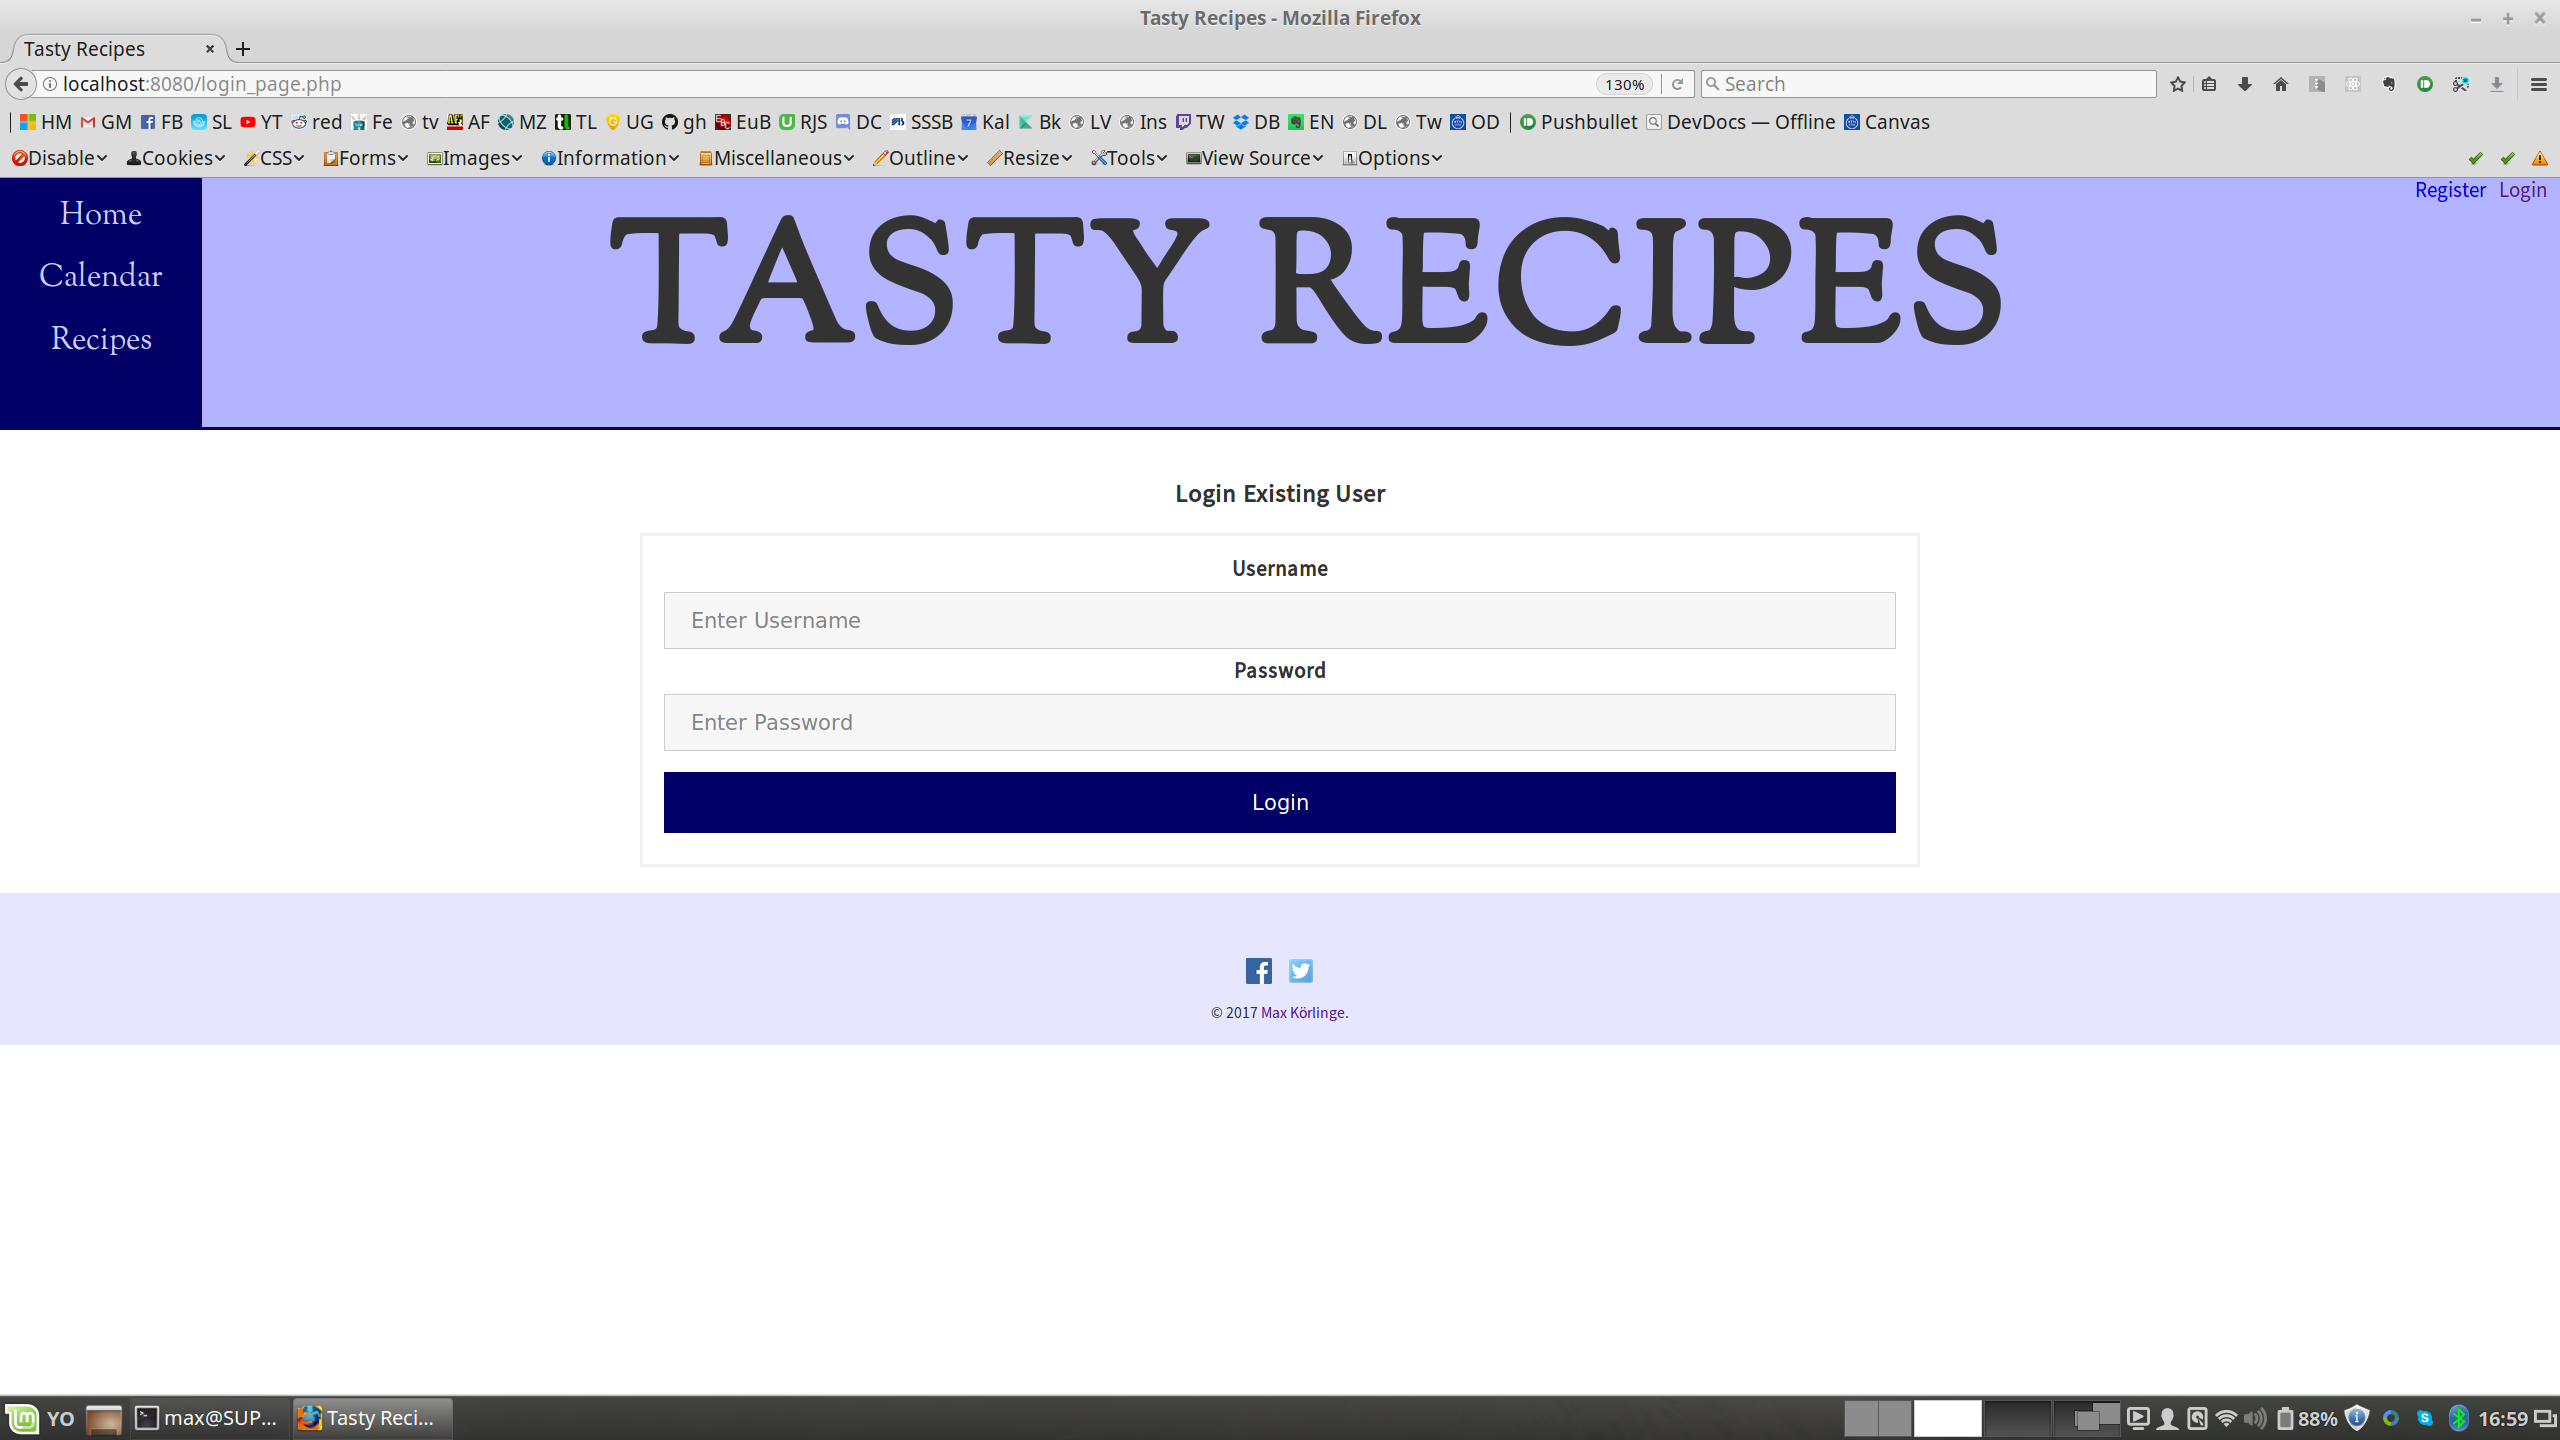 Tasty Recipes - Mozilla Firefox
Tasty Recipes
localhost:8080/login_page.php
130%
Search
HM GM FB SL YT red Fe tv AF MZ TL UG gh EuB RJS DC SSSB Kal Bk LV Ins TW DB EN DL Tw OD Pushbullet DevDocs — Offline Canvas
Disable Cookies CSS Forms Images Information Miscellaneous Outline Resize Tools View Source Options
Register Login
Home
Calendar
Recipes
TASTY RECIPES
Login Existing User
Username
Enter Username
Password
Enter Password
Login
© 2017 Max Körlinge.
YO max@SUP... Tasty Reci... 88% 16:59